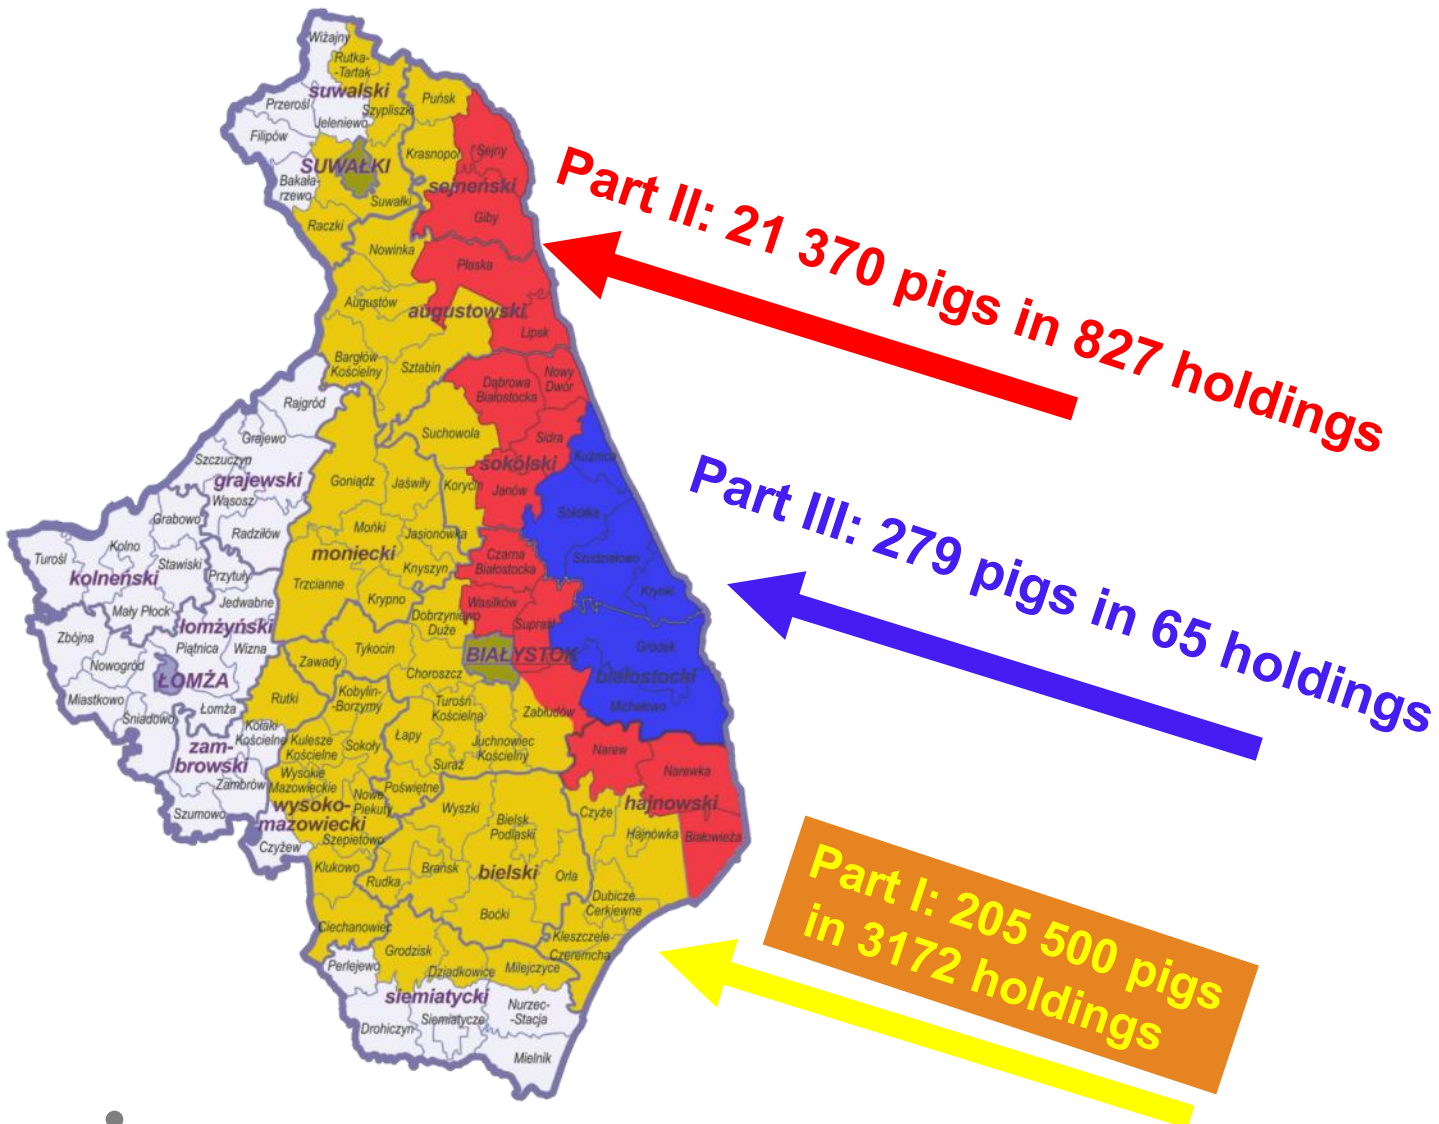 Wiżajny
Rutka-
-Tartak
suwalski
Szypliszki
Puńsk
Przerośl
Jeleniewo
Filipów
Krasnopol
Sejny
SUWAŁKI
Bakała-
rzewo
sejneński
Suwałki
Giby
Raczki
Nowinka
Płaska
Augustów
augustowski
Lipsk
Bargłów
Kościelny
Sztabin
Nowy
Dwór
Dąbrowa
Białostocka
Rajgród
Suchowola
Sidra
Grajewo
Kuźnica
Szczuczyn
sokólski
grajewski
Goniądz
Jaświły
Korycin
Janów
Wąsosz
Grabowo
Sokółka
Radziłów
Mońki
Jasionówka
Kolno
moniecki
Czarna
Białostocka
Szudziałowo
Turośl
Stawiski
kolneński
Przytuły
Trzcianne
Knyszyn
Krynki
Jedwabne
Krypno
Wasilków
Mały Płock
Dobrzyniewo
Duże
Supraśl
łomżyński
Zbójna
Piątnica
Wizna
Tykocin
Gródek
Nowogród
Zawady
BIAŁYSTOK
Choroszcz
ŁOMŻA
białostocki
Miastkowo
Rutki
Kobylin-
Borzymy
Łomża
Turośń
Kościelna
Michałowo
Śniadowo
Zabłudów
Kołaki
Kościelne
Kulesze
Kościelne
Sokoły
Łapy
Juchnowiec
Kościelny
zam-
browski
Narew
Suraż
Wysokie
Mazowieckie
Narewka
Zambrów
Nowe
Piekuty
Poświętne
wysoko-
mazowiecki
Wyszki
hajnowski
Szumowo
Czyże
Bielsk
Podlaski
Hajnówka
Białowieża
Szepietowo
Czyżew
Klukowo
Brańsk
bielski
Orla
Rudka
Dubicze
Cerkiewne
Boćki
Ciechanowiec
Kleszczele
Grodzisk
Czeremcha
Perlejewo
Dziadkowice
Milejczyce
siemiatycki
Nurzec-
-Stacja
Drohiczyn
Siemiatycze
Mielnik
Part II: 21 370 pigs in 827 holdings
Part III: 279 pigs in 65 holdings
Part I: 205 500 pigs
in 3172 holdings